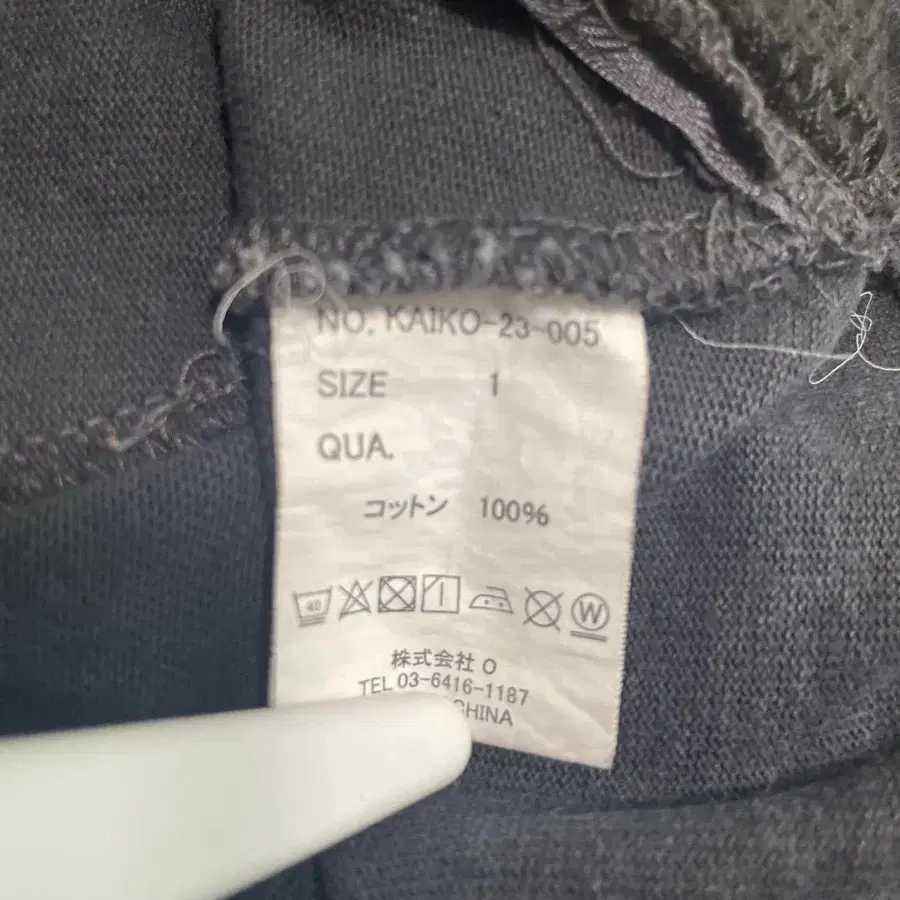 NO. KAIKO-23-005
SIZE 1
QUA.
コットン 100%
40
W
株式会社 O
TEL 03-6416-1187
CHINA